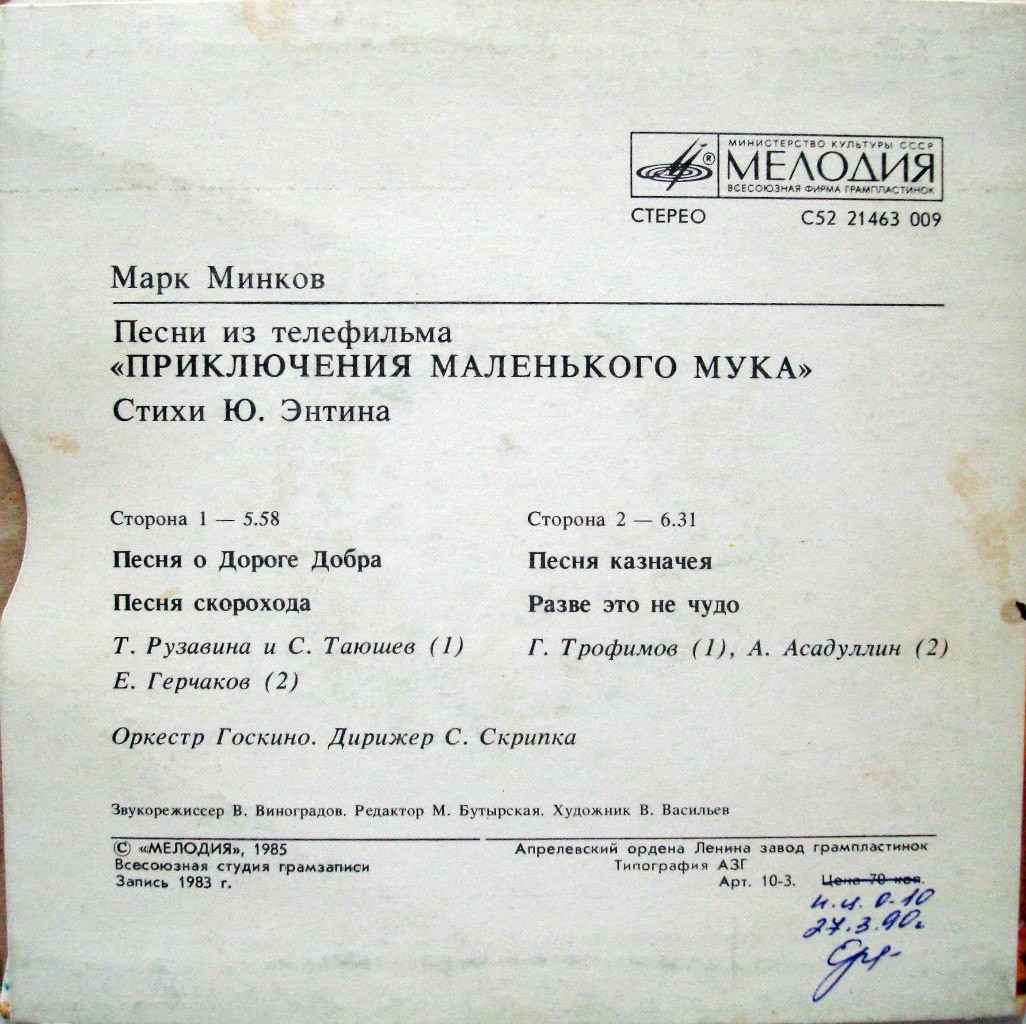 МИНИСТЕРСТВО КУЛЬТУРЫ СССР
® МЕЛОДИЯ
ВСЕСОЮЗНАЯ ФИРМА ГРАМПЛАСТИНОК
СТЕРЕО С52 21463 009
Марк Минков
Песни из телефильма
«ПРИКЛЮЧЕНИЯ МАЛЕНЬКОГО МУКА»
Стихи Ю. Энтина
Сторона 1 — 5.58
Песня о Дороге Добра
Песня скорохода
Т. Рузавина и С. Таюшев (1)
Е. Герчаков (2)
Сторона 2 — 6.31
Песня казначея
Разве это не чудо
Г. Трофимов (1), А. Асадуллин (2)
Оркестр Госкино. Дирижер С. Скрипка
Звукорежиссер В. Виноградов. Редактор М. Бутырская. Художник В. Васильев
© «МЕЛОДИЯ», 1985
Всесоюзная студия грамзаписи
Запись 1983 г.
Апрелевский ордена Ленина завод грампластинок
Типография АЗГ
Арт. 10-3. Цена 70 коп.
н.ц. 0-10
27.3.90г